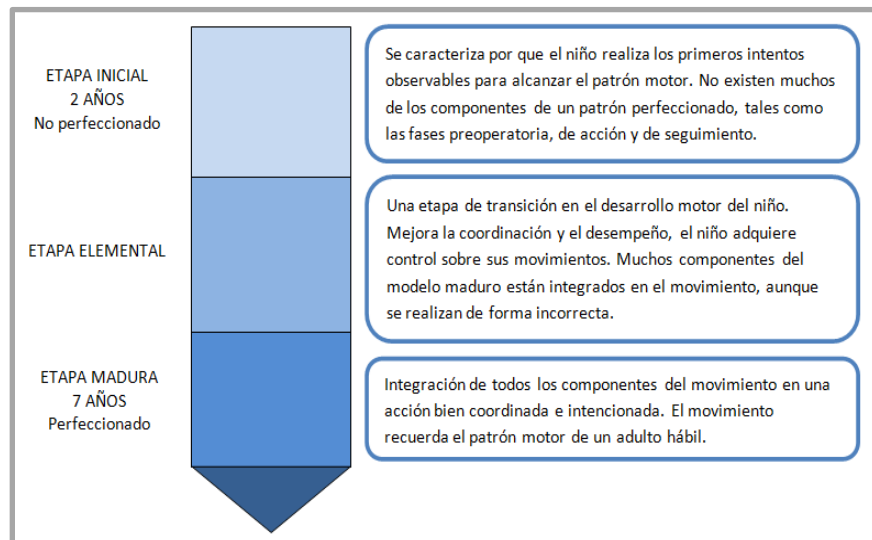 ETAPA INICIAL
2 AÑOS
No perfeccionado
Se caracteriza por que el niño realiza los primeros intentos
observables para alcanzar el patrón motor. No existen muchos
de los componentes de un patrón perfeccionado, tales como
las fases preoperatoria, de acción y de seguimiento.
ETAPA ELEMENTAL
Una etapa de transición en el desarrollo motor del niño.
Mejora la coordinación y el desempeño, el niño adquiere
control sobre sus movimientos. Muchos componentes del
modelo maduro están integrados en el movimiento, aunque
se realizan de forma incorrecta.
ETAPA MADURA
7 AÑOS
Perfeccionado
Integración de todos los componentes del movimiento en una
acción bien coordinada e intencionada. El movimiento
recuerda el patrón motor de un adulto hábil.